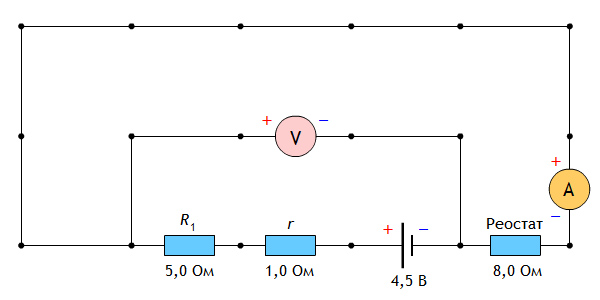 + V −
+
A
−
R1 r + − Реостат
5,0 Ом 1,0 Ом 4,5 В 8,0 Ом